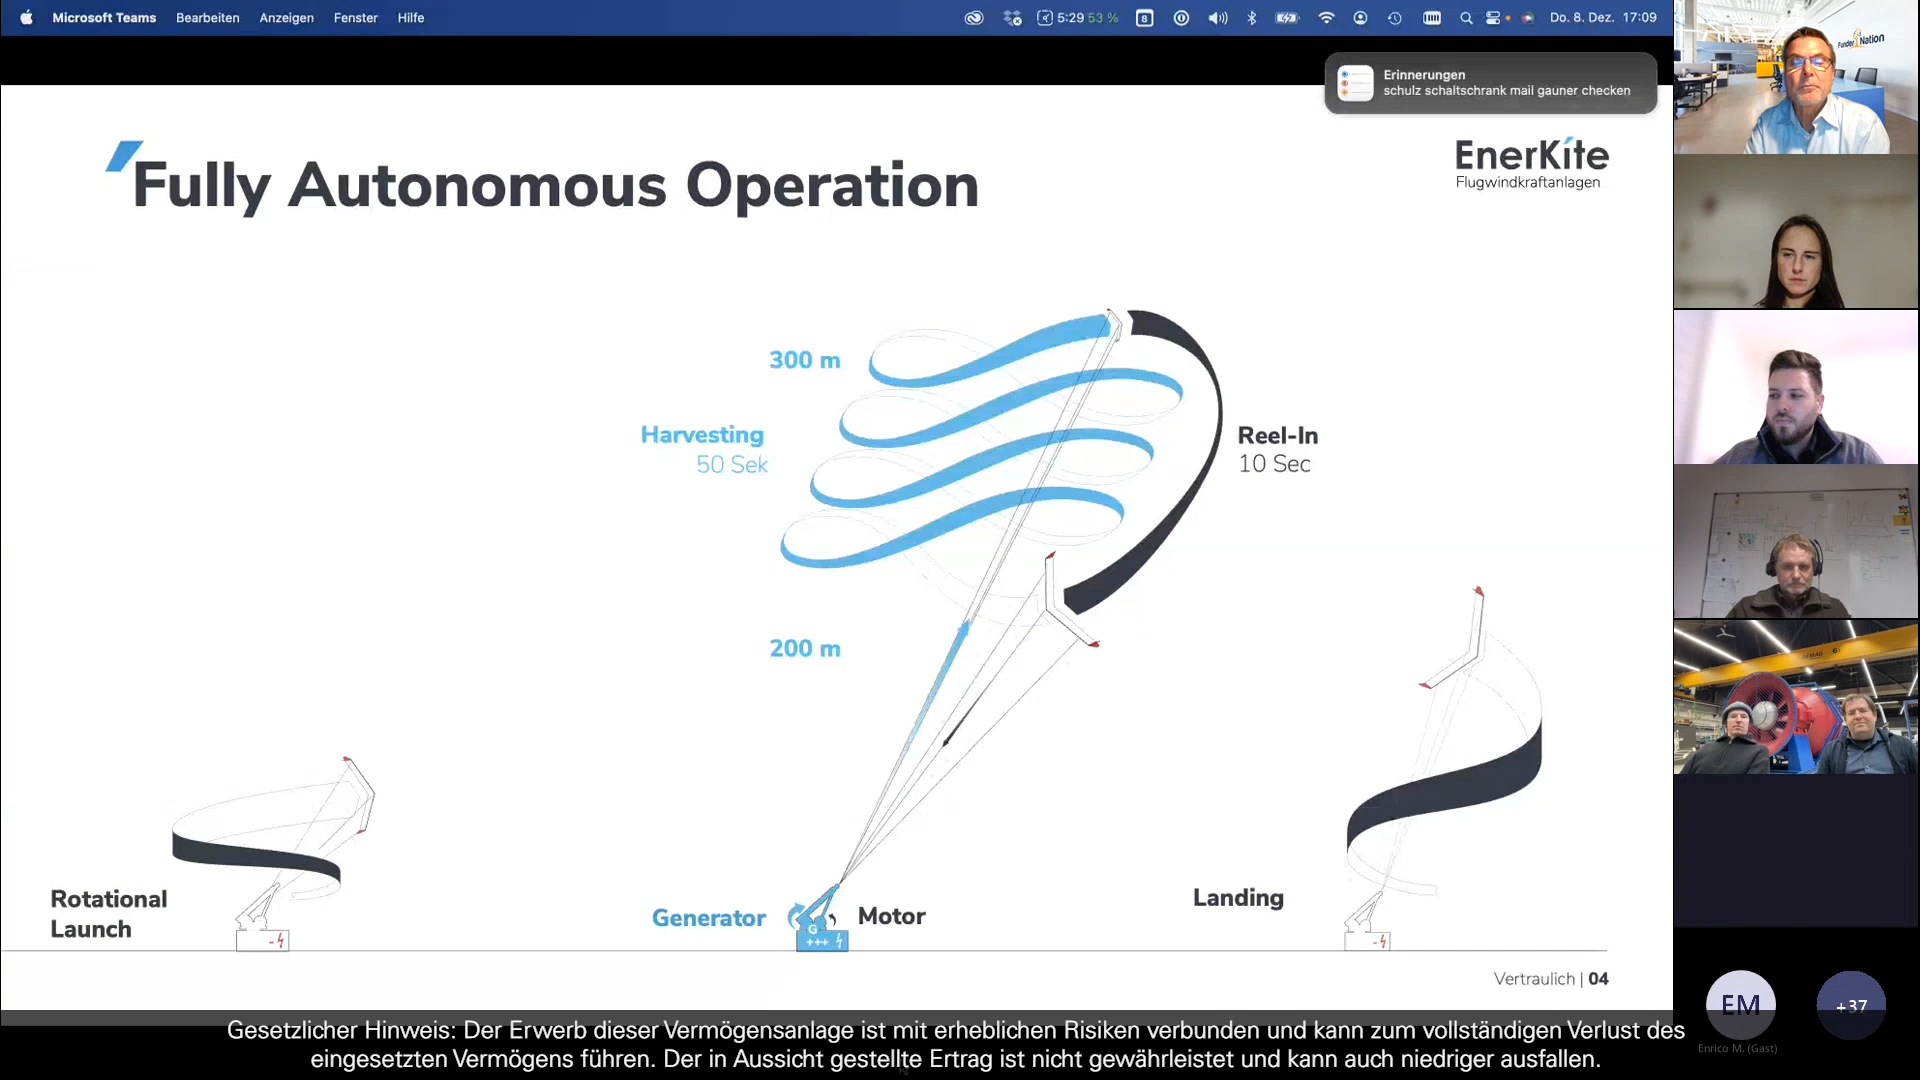 Microsoft Teams Bearbeiten Anzeigen Fenster Hilfe
5:29 53 % 8 Do. 8. Dez. 17:09
Erinnerungen
schulz schaltschrank mail gauner checken
FunderNation
Fully Autonomous Operation
EnerKíte
Flugwindkraftanlagen
300 m
Harvesting
50 Sek
Reel-In
10 Sec
200 m
Rotational
Launch
Generator
Motor
G
+++
Landing
Vertraulich | 04
EM
+37
Enrico M. (Gast)
Gesetzlicher Hinweis: Der Erwerb dieser Vermögensanlage ist mit erheblichen Risiken verbunden und kann zum vollständigen Verlust des
eingesetzten Vermögens führen. Der in Aussicht gestellte Ertrag ist nicht gewährleistet und kann auch niedriger ausfallen.